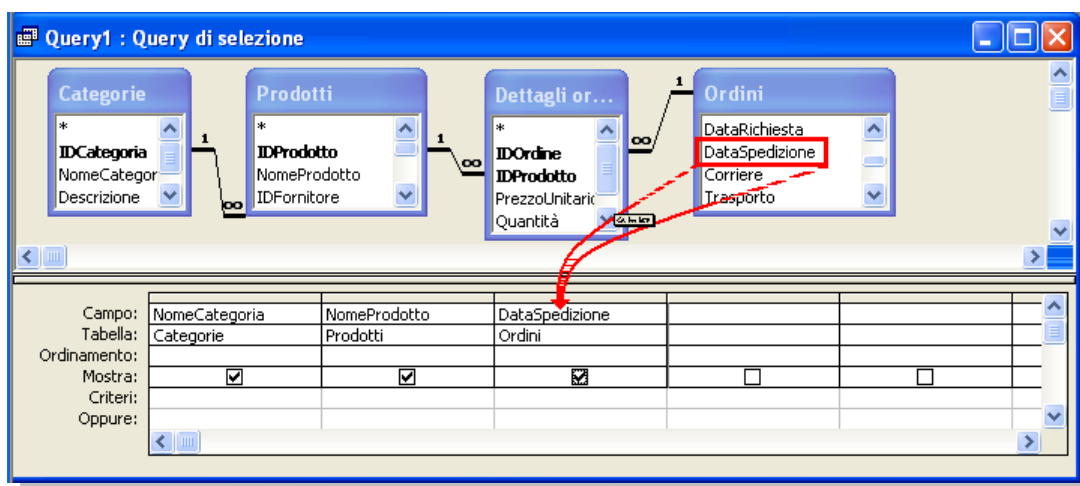 Query1 : Query di selezione
Categorie
*
IDCategoria
NomeCategor
Descrizione
1
∞
Prodotti
*
IDProdotto
NomeProdotto
IDFornitore
1
∞
Dettagli or...
*
IDOrdine
IDProdotto
PrezzoUnitario
Quantità
∞
1
Ordini
DataRichiesta
DataSpedizione
Corriere
Trasporto
Campo: NomeCategoria NomeProdotto DataSpedizione
Tabella: Categorie Prodotti Ordini
Ordinamento:
Mostra:
Criteri:
Oppure: